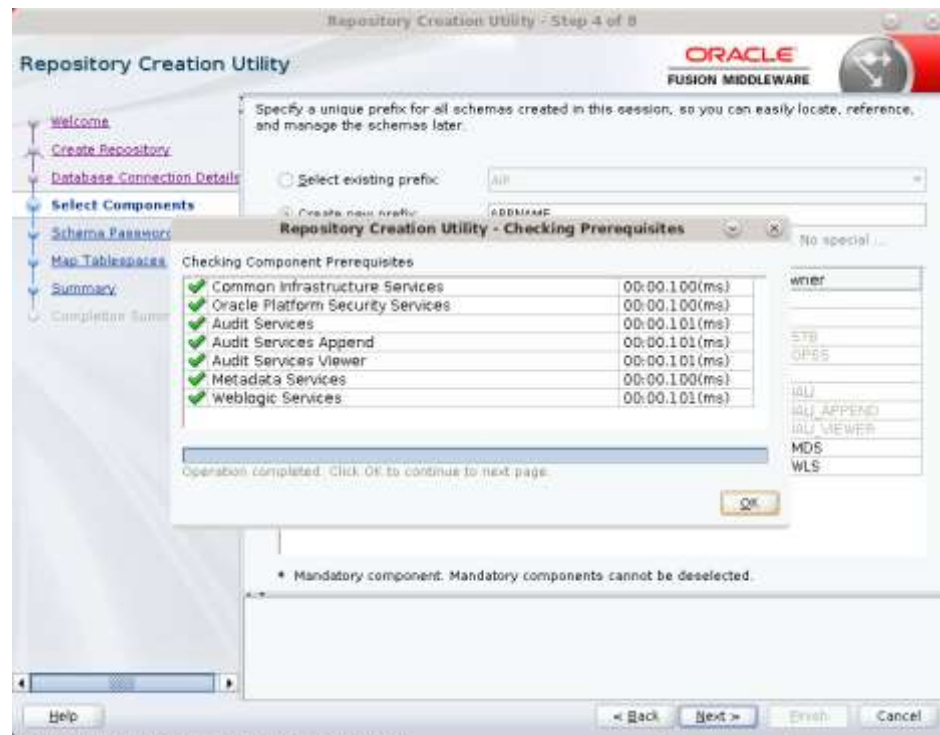 Repository Creation Utility - Step 4 of 8
Repository Creation Utility
ORACLE
FUSION MIDDLEWARE
Specify a unique prefix for all schemas created in this session, so you can easily locate, reference,
and manage the schemas later.
Welcome
Create Repository
Database Connection Details
Select Components
Schema Passwor
Map Tablespaces
Summary
Completion Summ
Select existing prefix:
AIP
Create new prefix
APPNAME
No special ...
Repository Creation Utility - Checking Prerequisites
Checking Component Prerequisites
Common Infrastructure Services 00:00.100(ms)
Oracle Platform Security Services 00:00.100(ms)
Audit Services 00:00.101(ms)
Audit Services Append 00:00.101(ms)
Audit Services Viewer 00:00.101(ms)
Metadata Services 00:00.100(ms)
Weblogic Services 00:00.101(ms)
Operation completed. Click OK to continue to next page.
OK
wner
STB
OPSS
IAU
IAU_APPEND
IAU_VIEWER
MDS
WLS
* Mandatory component. Mandatory components cannot be deselected.
Help
< Back
Next >
Finish
Cancel